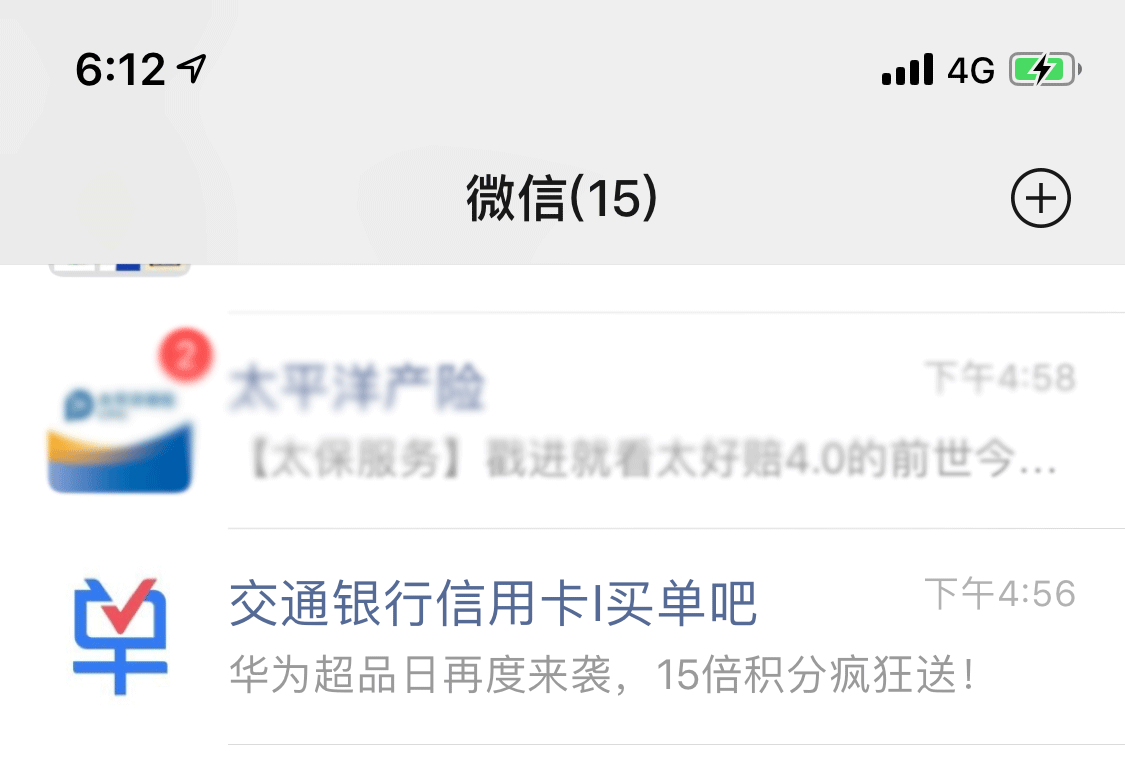 6:12
4G
微信(15)
2
太平洋产险
下午4:58
【太保服务】戳进就看太好赔4.0的前世今...
交通银行信用卡I买单吧
下午4:56
华为超品日再度来袭，15倍积分疯狂送！